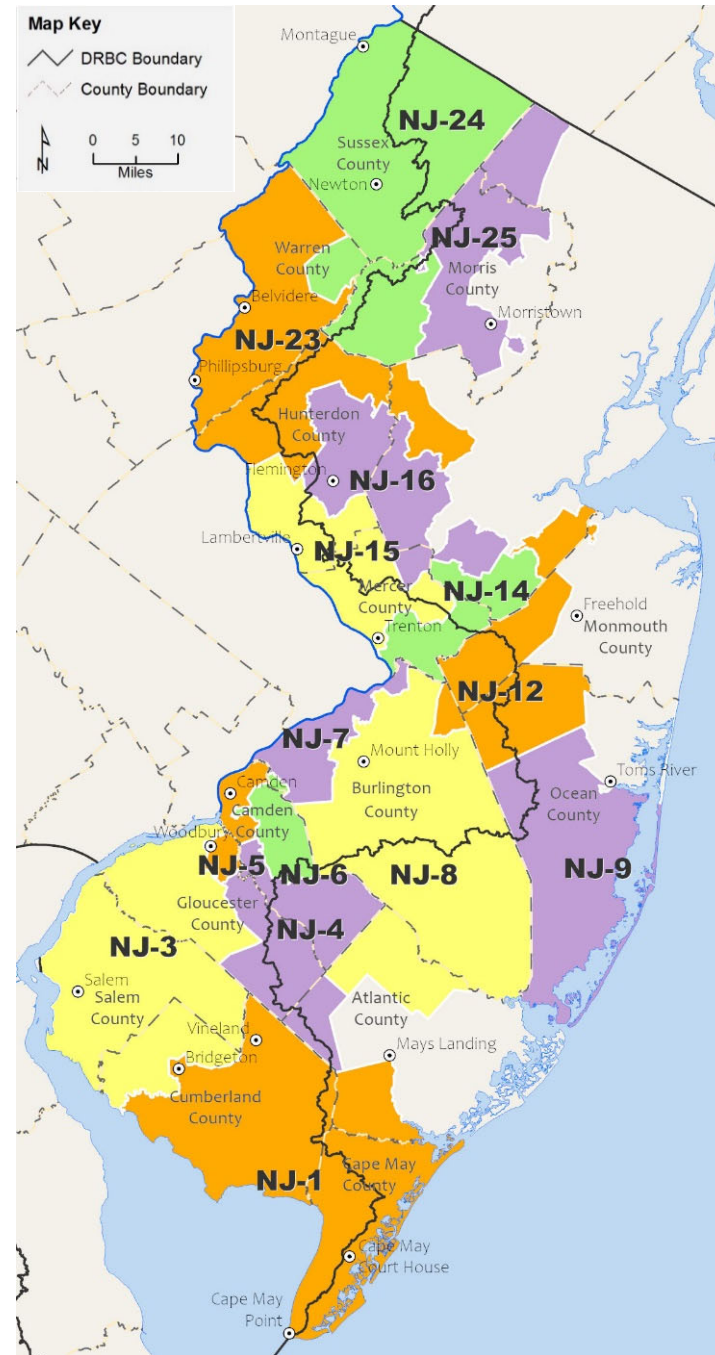 Map Key
DRBC Boundary
County Boundary
N
0 5 10
Miles
Montague
NJ-24
Sussex
County
Newton
NJ-25
Warren
County
Morris
County
Belvidere
Morristown
NJ-23
Phillipsburg
Hunterdon
County
Flemington
NJ-16
Lambertville
NJ-15
Mercer
County
NJ-14
Trenton
Freehold
Monmouth
County
NJ-12
NJ-7
Mount Holly
Toms River
Camden
Burlington
County
Ocean
County
Camden
County
Woodbury
NJ-5
NJ-6
NJ-8
NJ-9
Gloucester
County
NJ-4
NJ-3
Salem
Salem
County
Atlantic
County
Vineland
Mays Landing
Bridgeton
Cumberland
County
NJ-1
Cape May
County
Cape May
Court House
Cape May
Point